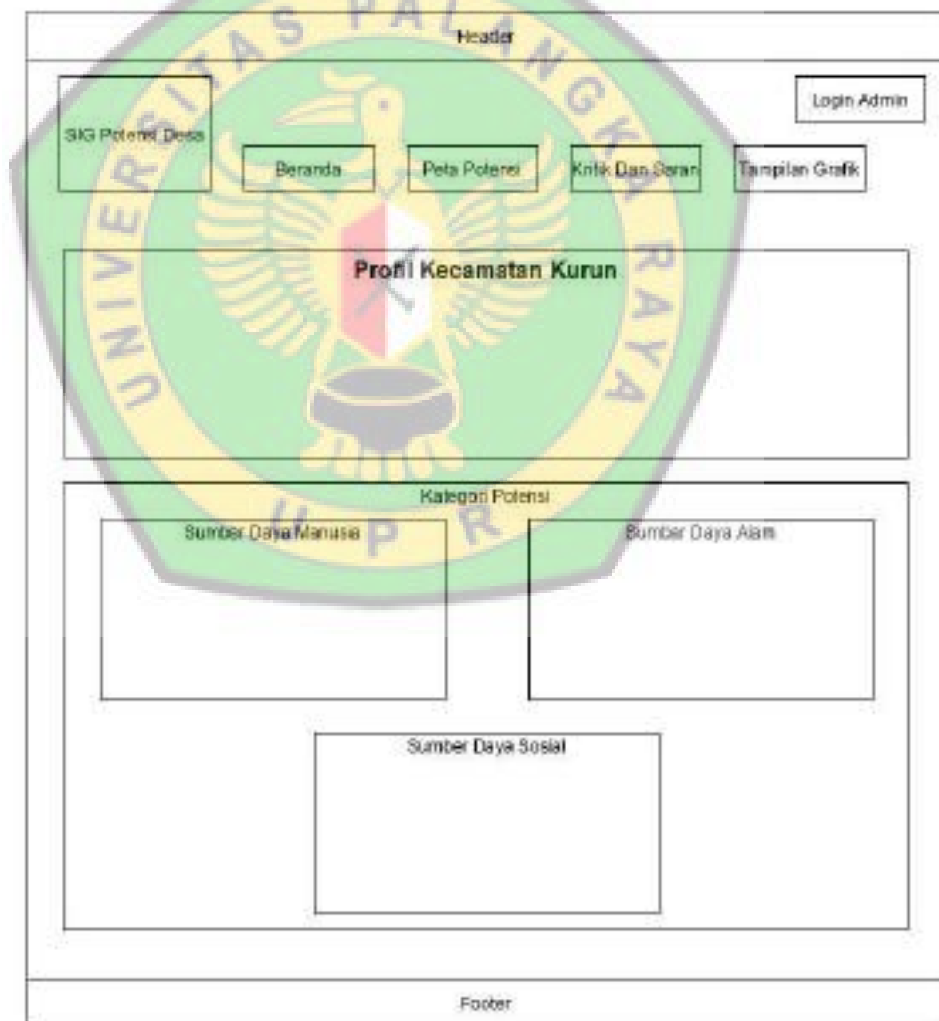 UNIVERSITAS PALANGKA RAYA
Header
Login Admin
SIG Potensi Desa
Beranda
Peta Potensi
Kritik Dan Saran
Tampilan Grafik
Profil Kecamatan Kurun
Kategori Potensi
UPR
Sumber Daya Manusia
Sumber Daya Alam
Sumber Daya Sosial
Footer